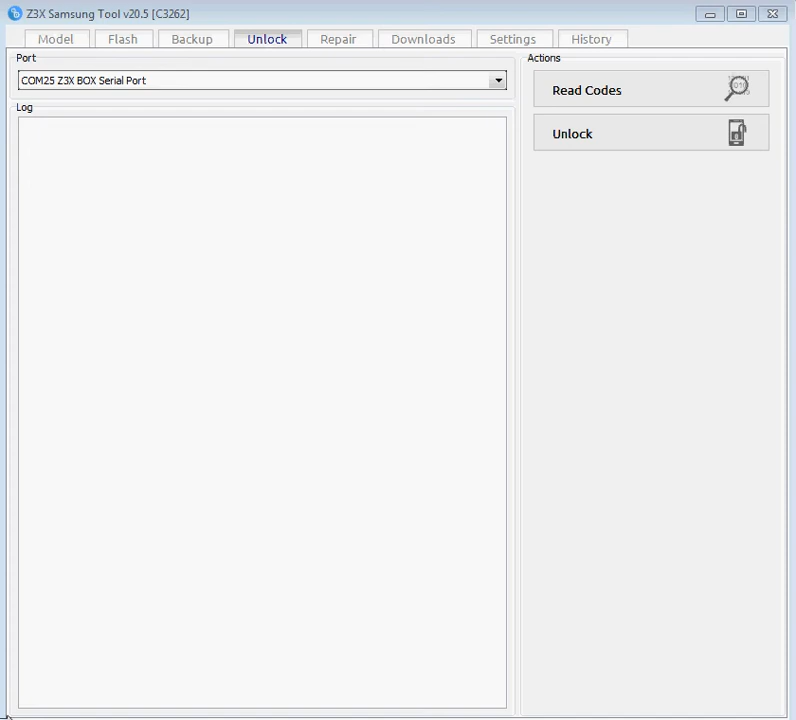 Z3X Samsung Tool v20.5 [C3262]
Model Flash Backup Unlock Repair Downloads Settings History
Port
COM25 Z3X BOX Serial Port
Log
Actions
Read Codes
Unlock